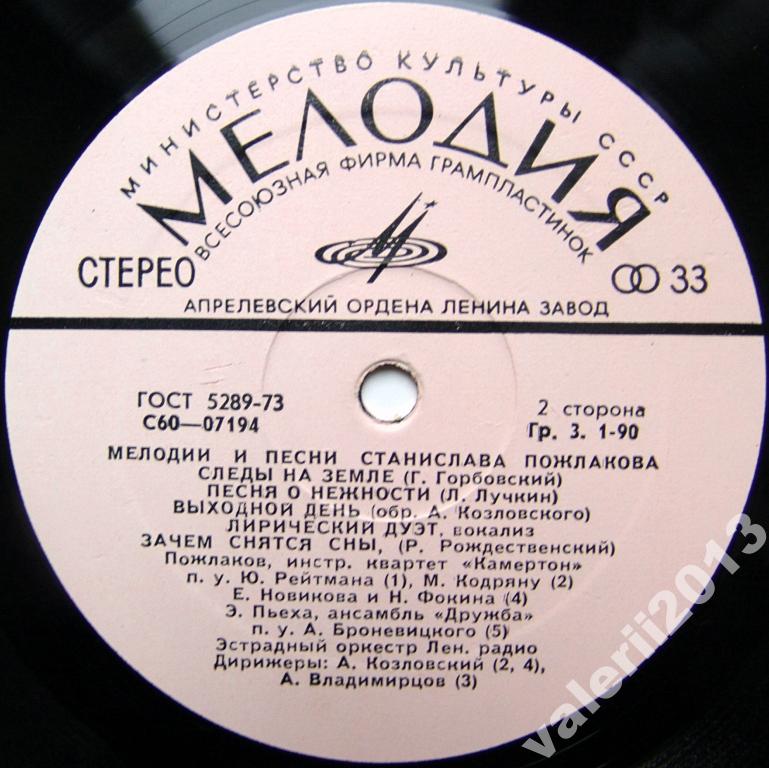 МИНИСТЕРСТВО КУЛЬТУРЫ СССР
МЕЛОДИЯ
ВСЕСОЮЗНАЯ ФИРМА ГРАМПЛАСТИНОК
СТЕРЕО 33
АПРЕЛЕВСКИЙ ОРДЕНА ЛЕНИНА ЗАВОД
ГОСТ 5289-73 2 сторона
С60—07194 Гр. 3. 1-90
МЕЛОДИИ И ПЕСНИ СТАНИСЛАВА ПОЖЛАКОВА
СЛЕДЫ НА ЗЕМЛЕ (Г. Горбовский)
ПЕСНЯ О НЕЖНОСТИ (Л. Лучкин)
ВЫХОДНОЙ ДЕНЬ (обр. А. Козловского)
ЛИРИЧЕСКИЙ ДУЭТ, вокализ
ЗАЧЕМ СНЯТСЯ СНЫ, (Р. Рождественский)
Пожлаков, инстр. квартет «Камертон»
п. у. Ю. Рейтмана (1), М. Кодряну (2)
Е. Новикова и Н. Фокина (4)
Э. Пьеха, ансамбль «Дружба»
п. у. А. Броневицкого (5)
Эстрадный оркестр Лен. радио
Дирижеры: А. Козловский (2, 4),
А. Владимирцов (3)
valerii2013